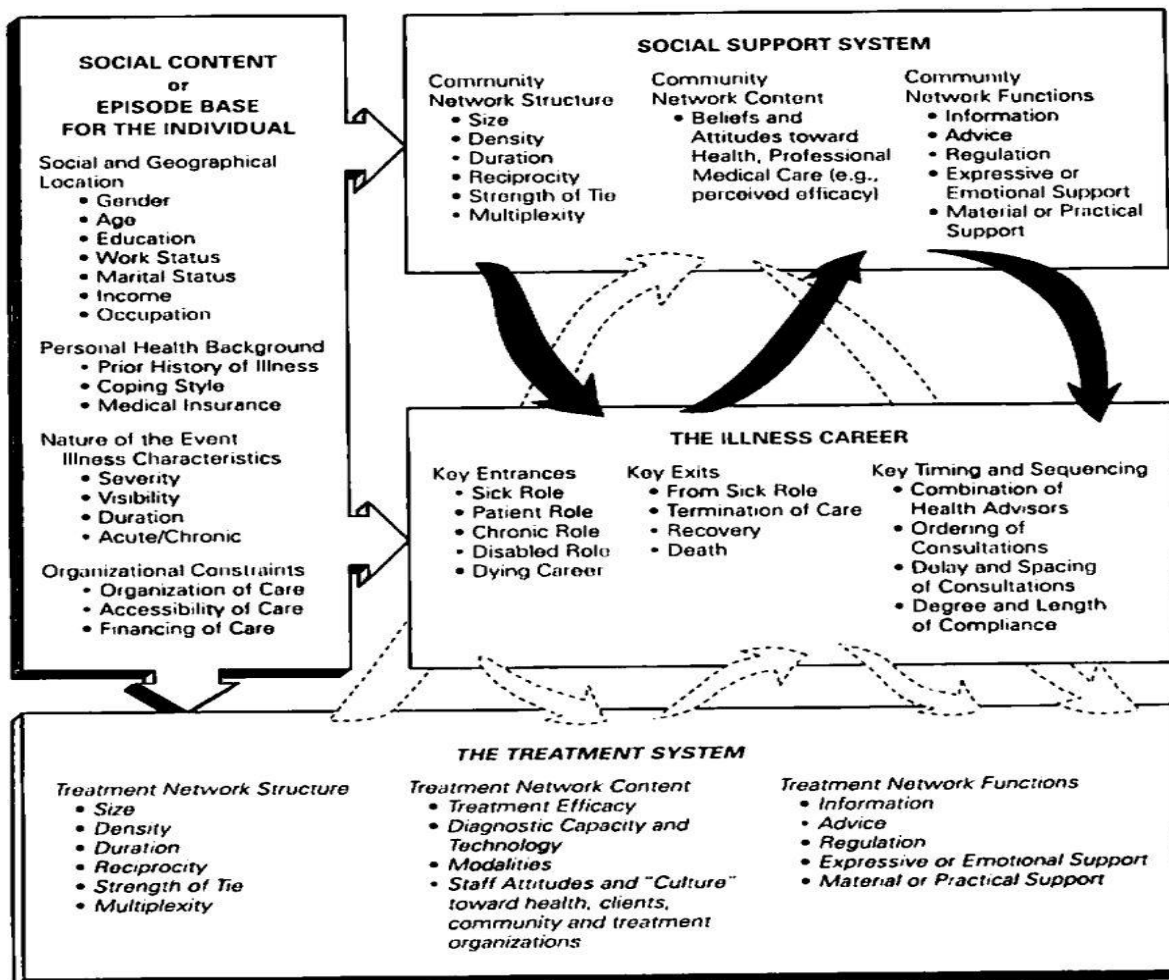 SOCIAL CONTENT
or
EPISODE BASE
FOR THE INDIVIDUAL
Social and Geographical
Location
• Gender
• Age
• Education
• Work Status
• Marital Status
• Income
• Occupation
Personal Health Background
• Prior History of Illness
• Coping Style
• Medical Insurance
Nature of the Event
Illness Characteristics
• Severity
• Visibility
• Duration
• Acute/Chronic
Organizational Constraints
• Organization of Care
• Accessibility of Care
• Financing of Care
SOCIAL SUPPORT SYSTEM
Community
Network Structure
• Size
• Density
• Duration
• Reciprocity
• Strength of Tie
• Multiplexity
Community
Network Content
• Beliefs and
Attitudes toward
Health, Professional
Medical Care (e.g.,
perceived efficacy)
Community
Network Functions
• Information
• Advice
• Regulation
• Expressive or
Emotional Support
• Material or Practical
Support
THE ILLNESS CAREER
Key Entrances
• Sick Role
• Patient Role
• Chronic Role
• Disabled Role
• Dying Career
Key Exits
• From Sick Role
• Termination of Care
• Recovery
• Death
Key Timing and Sequencing
• Combination of
Health Advisors
• Ordering of
Consultations
• Delay and Spacing
of Consultations
• Degree and Length
of Compliance
THE TREATMENT SYSTEM
Treatment Network Structure
• Size
• Density
• Duration
• Reciprocity
• Strength of Tie
• Multiplexity
Treatment Network Content
• Treatment Efficacy
• Diagnostic Capacity and
Technology
• Modalities
• Staff Attitudes and "Culture"
toward health, clients,
community and treatment
organizations
Treatment Network Functions
• Information
• Advice
• Regulation
• Expressive or Emotional Support
• Material or Practical Support